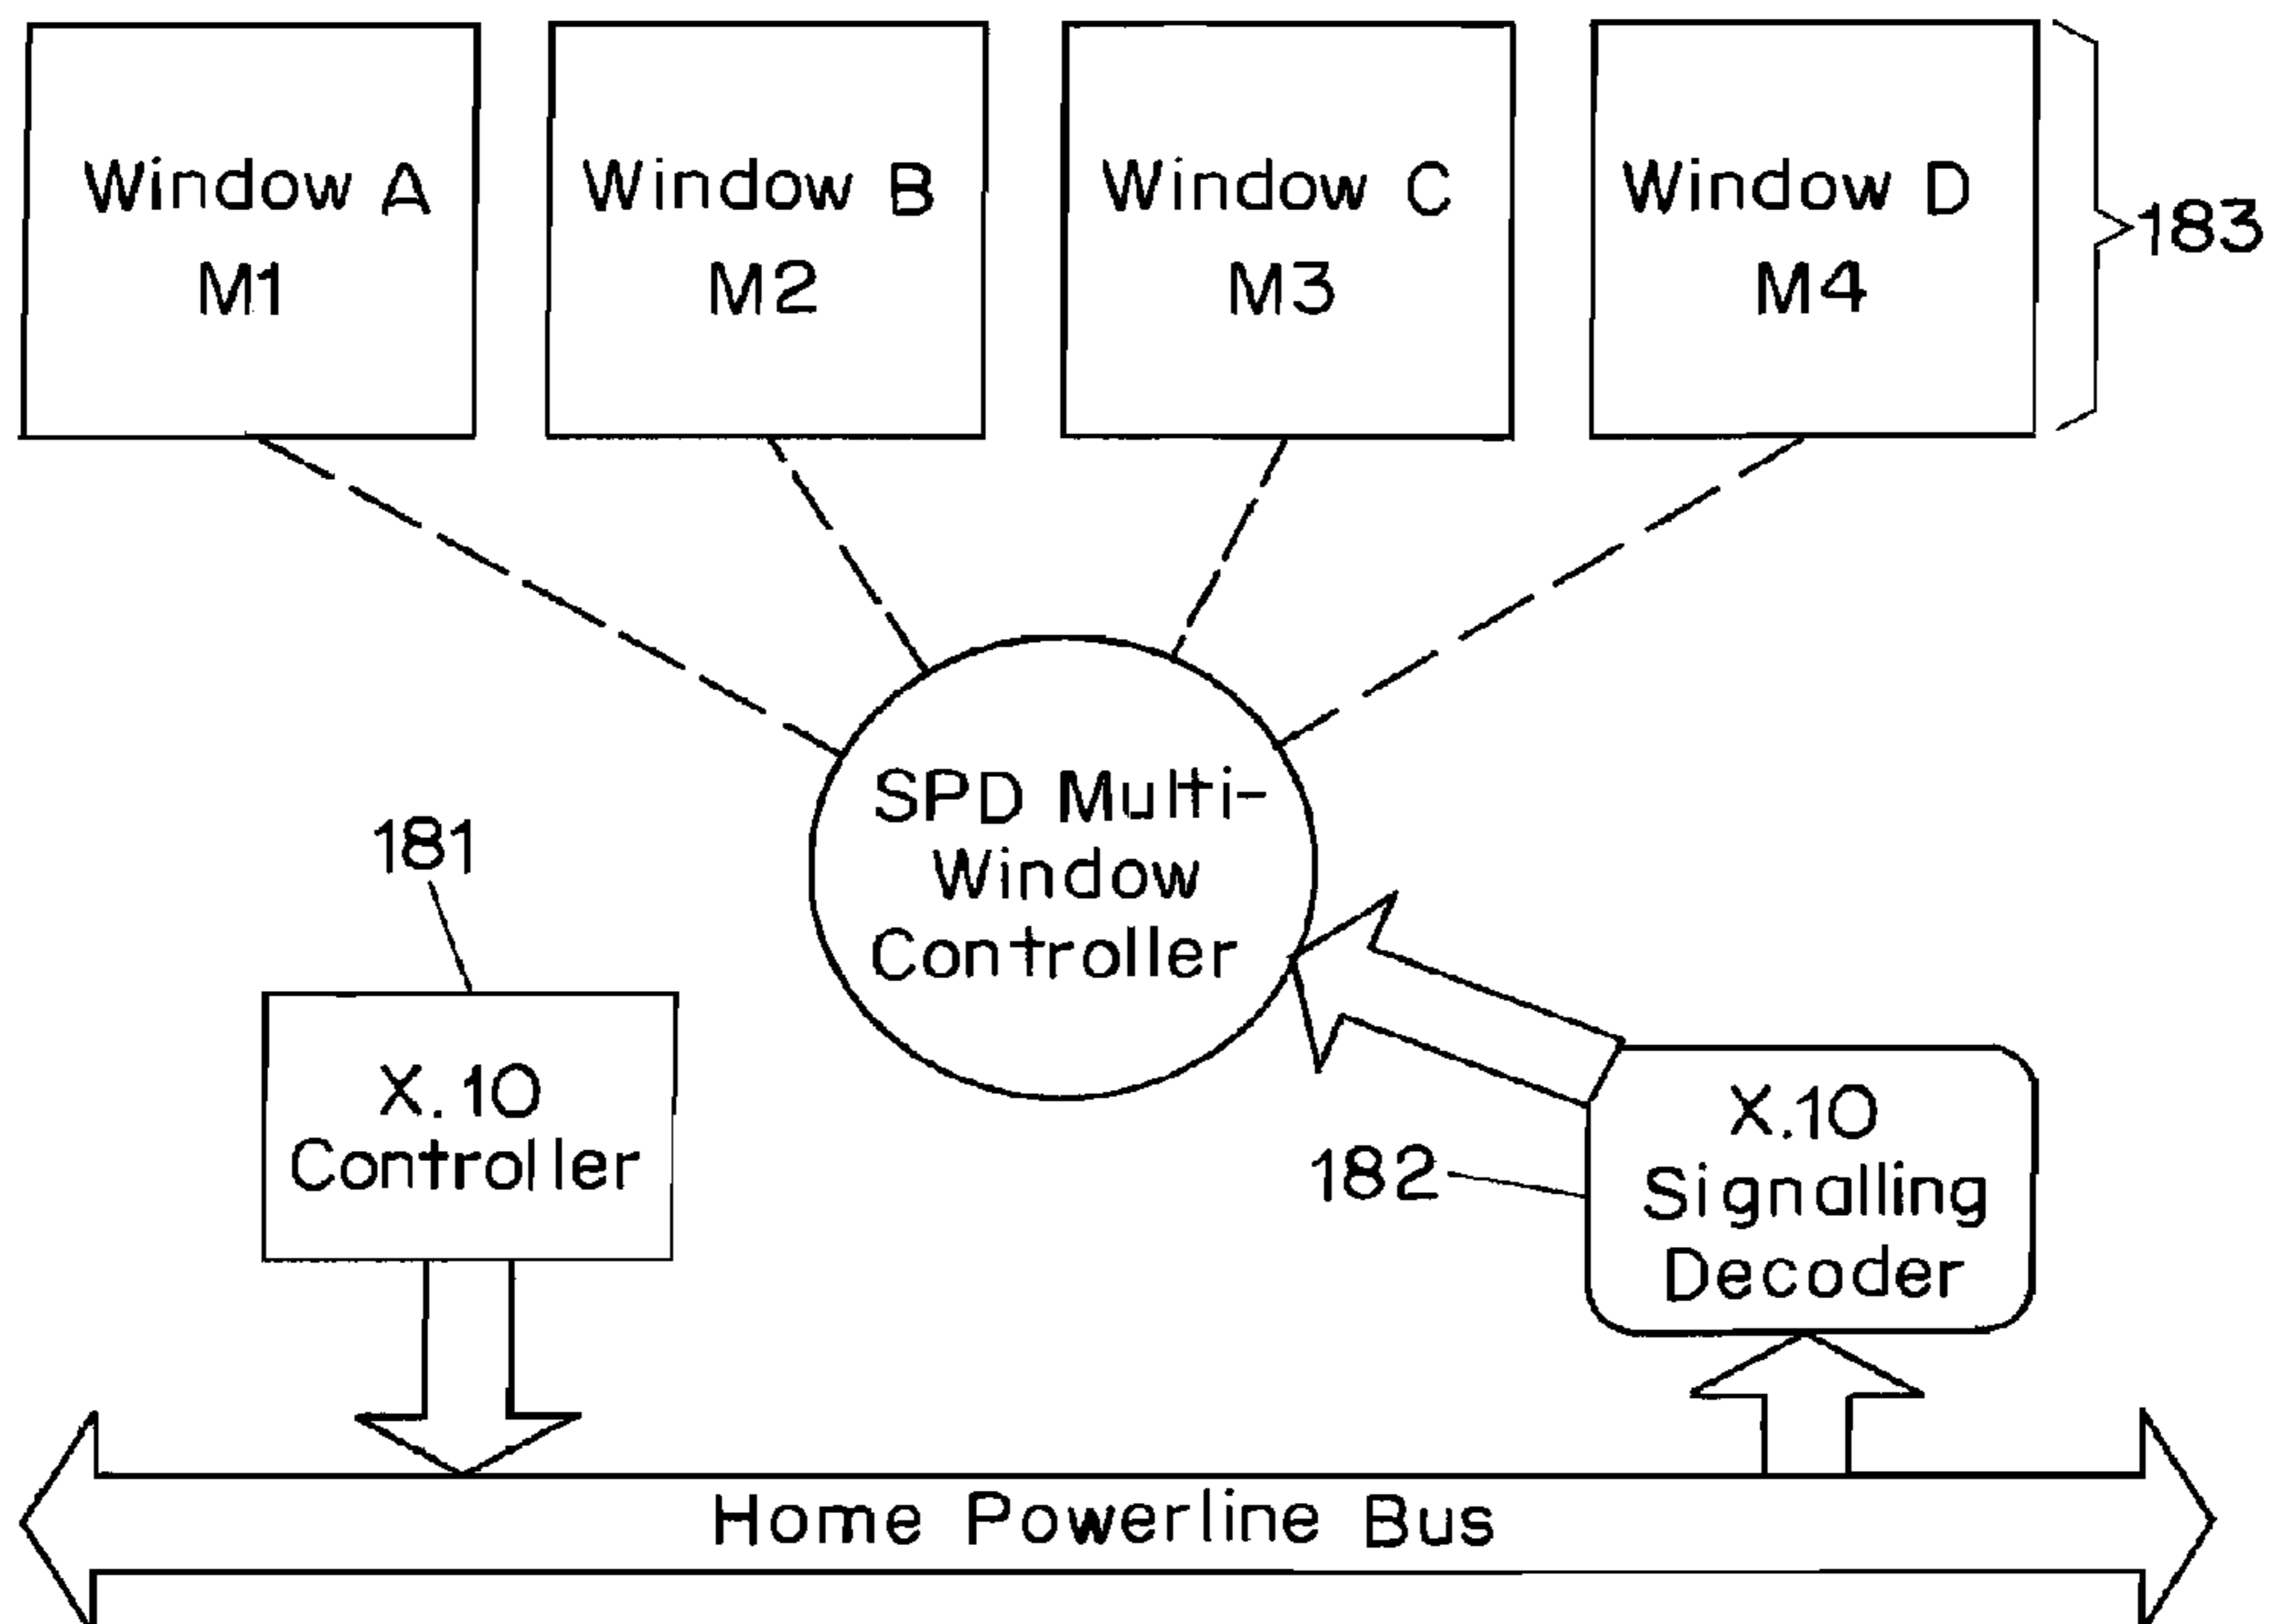 Window A
M1
Window B
M2
Window C
M3
Window D
M4
183
SPD Multi-
Window
Controller
181
X.10
Controller
182
X.10
Signalling
Decoder
Home Powerline Bus